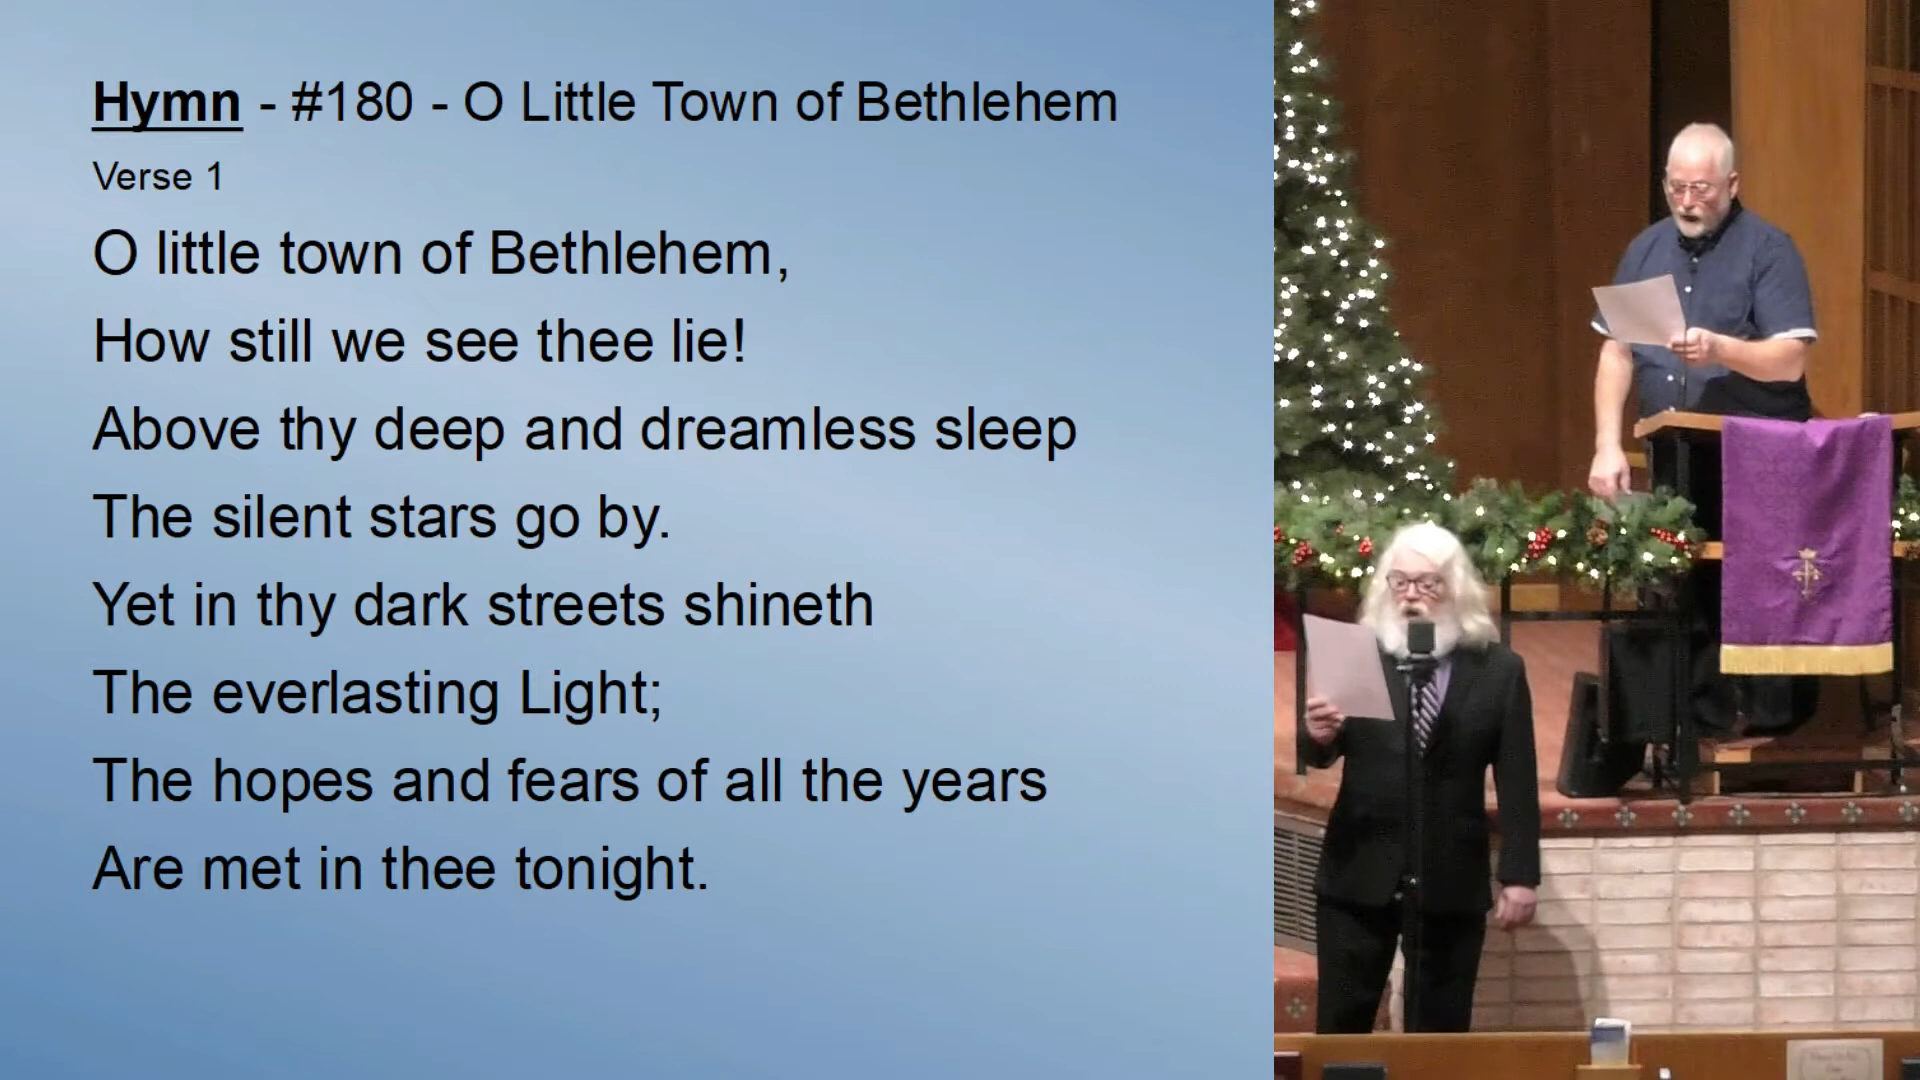 Hymn - #180 - O Little Town of Bethlehem
Verse 1
O little town of Bethlehem,
How still we see thee lie!
Above thy deep and dreamless sleep
The silent stars go by.
Yet in thy dark streets shineth
The everlasting Light;
The hopes and fears of all the years
Are met in thee tonight.